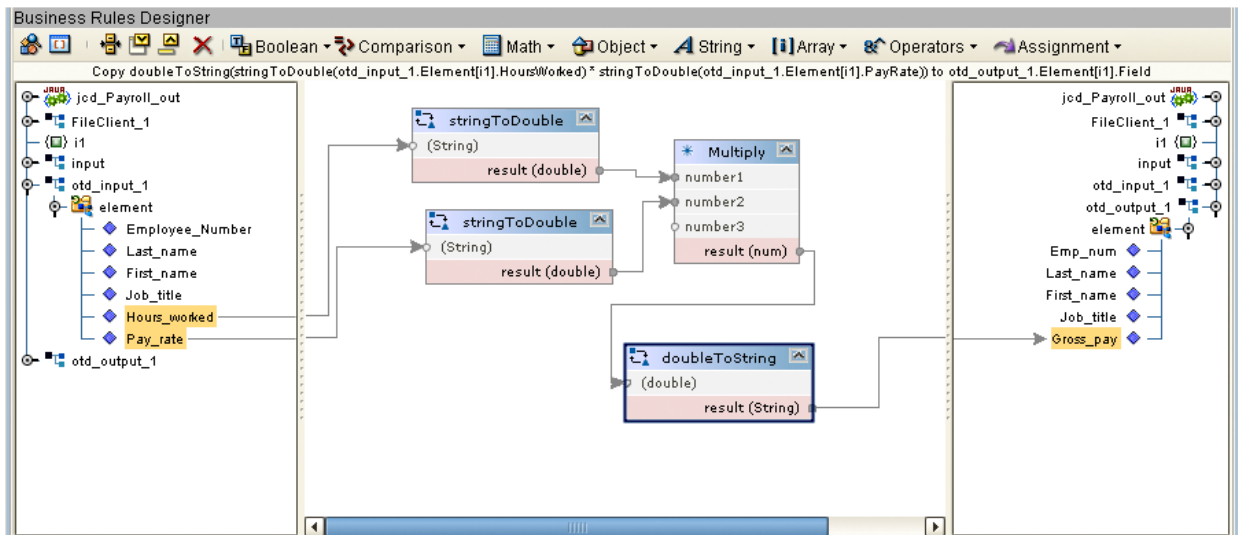 Business Rules Designer
Boolean Comparison Math Object String Array Operators Assignment
Copy doubleToString(stringToDouble(otd_input_1.Element[i1].HoursWorked) * stringToDouble(otd_input_1.Element[i1].PayRate)) to otd_output_1.Element[i1].Field
JAVA jcd_Payroll_out
FileClient_1
i1
input
otd_input_1
element
Employee_Number
Last_name
First_name
Job_title
Hours_worked
Pay_rate
otd_output_1
stringToDouble
(String)
result (double)
stringToDouble
(String)
result (double)
Multiply
number1
number2
number3
result (num)
doubleToString
(double)
result (String)
jcd_Payroll_out JAVA
FileClient_1
i1
input
otd_input_1
otd_output_1
element
Emp_num
Last_name
First_name
Job_title
Gross_pay